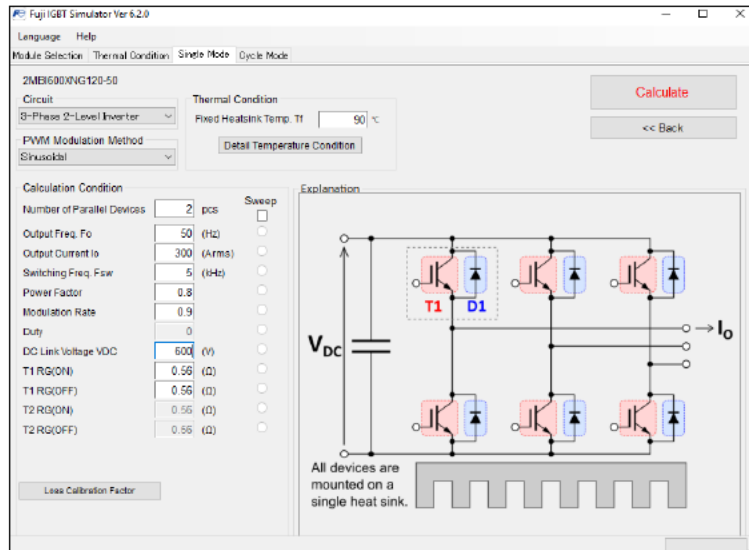 Fuji IGBT Simulator Ver 6.2.0
Language Help
Module Selection Thermal Condition Single Mode Cycle Mode
2MBI600XNG120-50
Circuit
3-Phase 2-Level Inverter
PWM Modulation Method
Sinusoidal
Thermal Condition
Fixed Heatsink Temp. Tf 90 ℃
Detail Temperature Condition
Calculate
<< Back
Calculation Condition
Sweep
Number of Parallel Devices 2 pcs
Output Freq. Fo 50 (Hz)
Output Current Io 300 (Arms)
Switching Freq. Fsw 5 (kHz)
Power Factor 0.8
Modulation Rate 0.9
Duty 0
DC Link Voltage VDC 600 (V)
T1 RG(ON) 0.56 (Ω)
T1 RG(OFF) 0.56 (Ω)
T2 RG(ON) 0.56 (Ω)
T2 RG(OFF) 0.56 (Ω)
Loss Calibration Factor
Explanation
T1 D1
VDC
IO
All devices are
mounted on a
single heat sink.